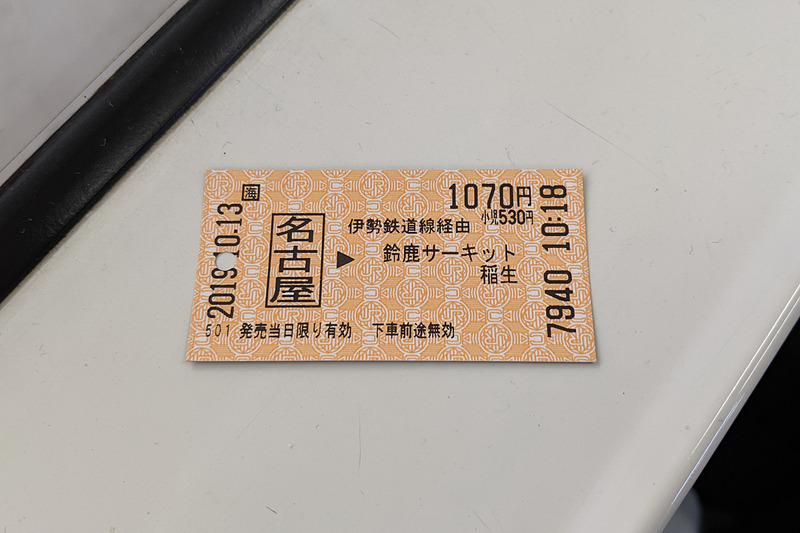 2019.10.13 海
名古屋
1070円
小児530円
伊勢鉄道線経由
▶ 鈴鹿サーキット
稲生
7940 10:18
501 発売当日限り有効 下車前途無効